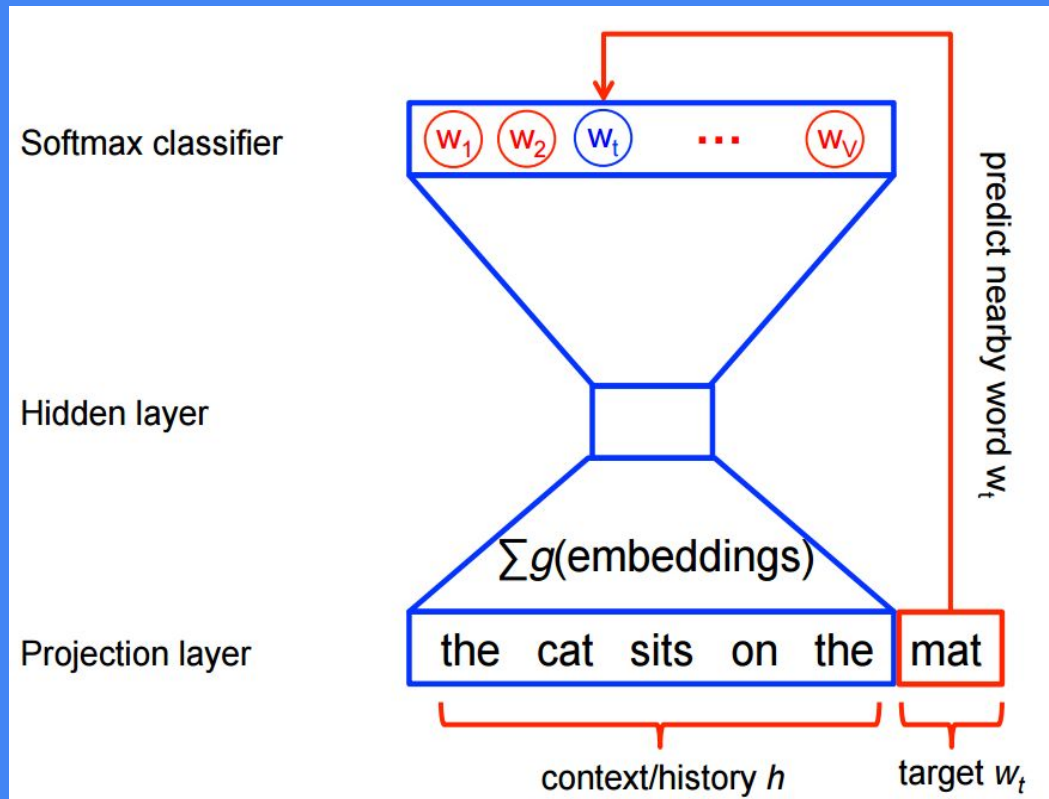 Softmax classifier
w₁ w₂ wₜ ... w_V
predict nearby word wₜ
Hidden layer
∑g(embeddings)
Projection layer
the cat sits on the mat
context/history h
target wₜ